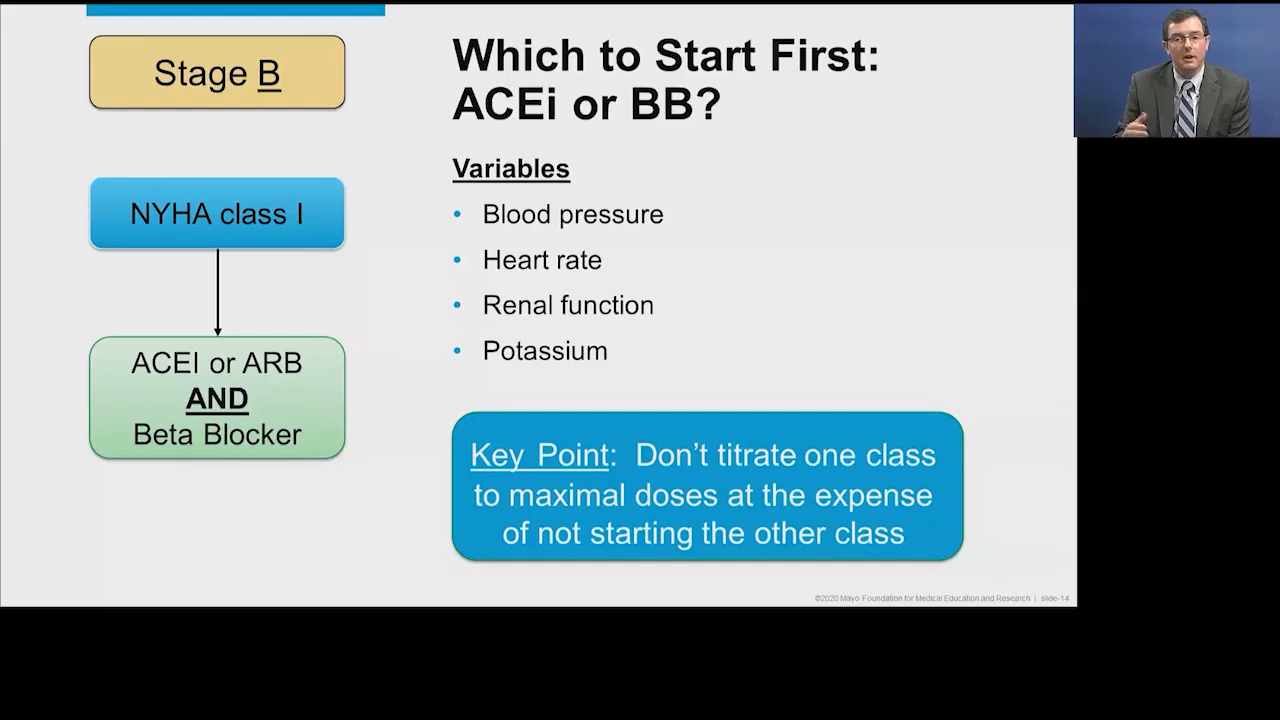 Stage B
NYHA class I
ACEI or ARB
AND
Beta Blocker
Which to Start First:
ACEi or BB?
Variables
• Blood pressure
• Heart rate
• Renal function
• Potassium
Key Point: Don’t titrate one class
to maximal doses at the expense
of not starting the other class
©2020 Mayo Foundation for Medical Education and Research | slide-14